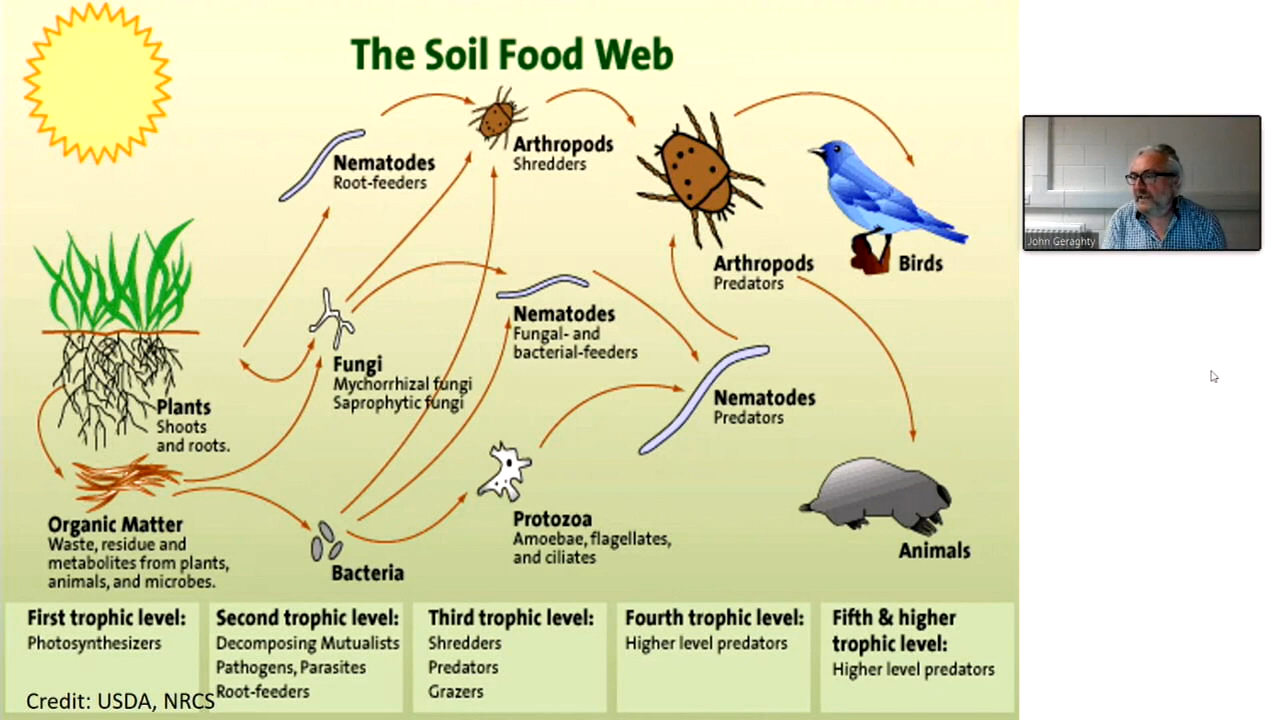 The Soil Food Web
Nematodes
Root-feeders
Arthropods
Shredders
Arthropods
Predators
Birds
Nematodes
Fungal- and
bacterial-feeders
Fungi
Mychorrhizal fungi
Saprophytic fungi
Plants
Shoots
and roots.
Nematodes
Predators
Organic Matter
Waste, residue and
metabolites from plants,
animals, and microbes.
Bacteria
Protozoa
Amoebae, flagellates,
and ciliates
Animals
First trophic level:
Photosynthesizers
Second trophic level:
Decomposing Mutualists
Pathogens, Parasites
Root-feeders
Third trophic level:
Shredders
Predators
Grazers
Fourth trophic level:
Higher level predators
Fifth & higher
trophic level:
Higher level predators
Credit: USDA, NRCS
John Geraghty